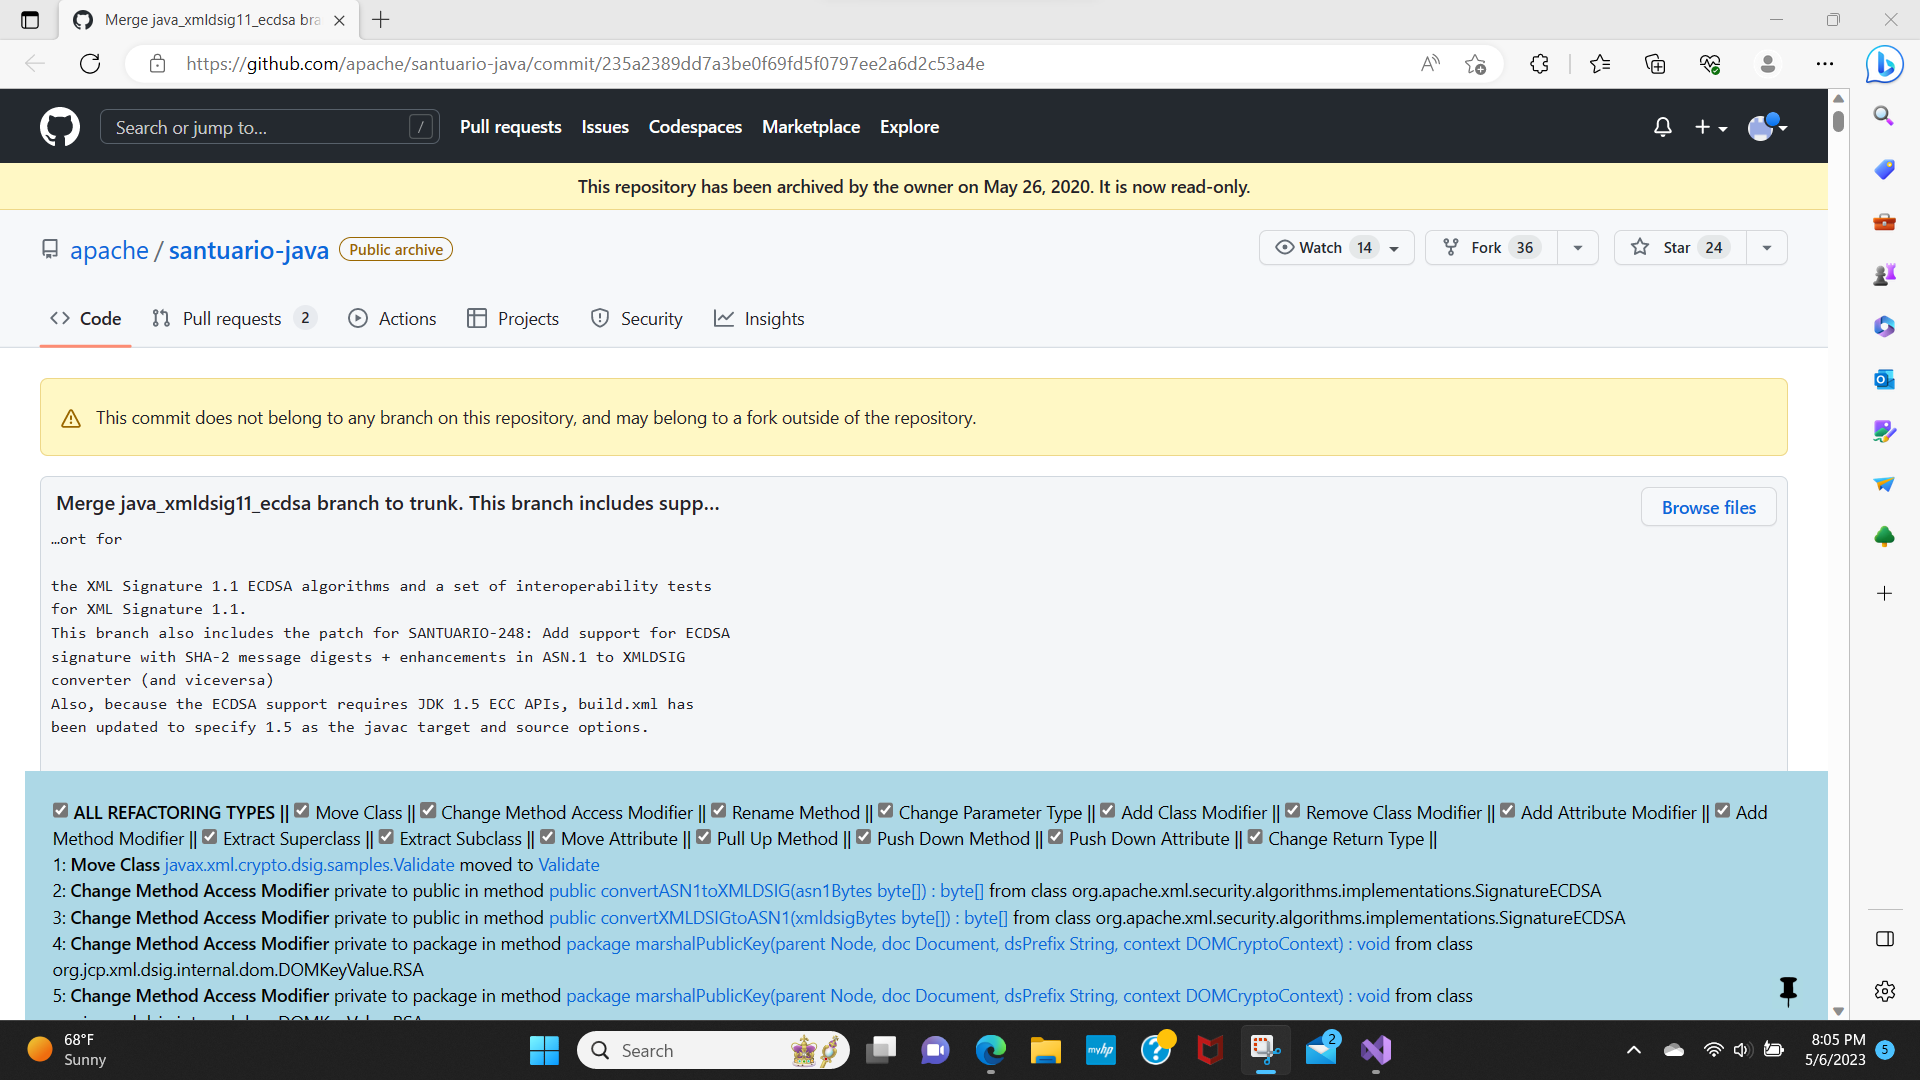 Merge java_xmldsig11_ecdsa bra
https://github.com/apache/santuario-java/commit/235a2389dd7a3be0f69fd5f0797ee2a6d2c53a4e
Search or jump to... /
Pull requests Issues Codespaces Marketplace Explore
This repository has been archived by the owner on May 26, 2020. It is now read-only.
apache / santuario-java Public archive
Watch 14 Fork 36 Star 24
Code Pull requests 2 Actions Projects Security Insights
This commit does not belong to any branch on this repository, and may belong to a fork outside of the repository.
Merge java_xmldsig11_ecdsa branch to trunk. This branch includes supp...
Browse files
…ort for
the XML Signature 1.1 ECDSA algorithms and a set of interoperability tests
for XML Signature 1.1.
This branch also includes the patch for SANTUARIO-248: Add support for ECDSA
signature with SHA-2 message digests + enhancements in ASN.1 to XMLDSIG
converter (and viceversa)
Also, because the ECDSA support requires JDK 1.5 ECC APIs, build.xml has
been updated to specify 1.5 as the javac target and source options.
ALL REFACTORING TYPES || Move Class || Change Method Access Modifier || Rename Method || Change Parameter Type || Add Class Modifier || Remove Class Modifier || Add Attribute Modifier || Add
Method Modifier || Extract Superclass || Extract Subclass || Move Attribute || Pull Up Method || Push Down Method || Push Down Attribute || Change Return Type ||
1: Move Class javax.xml.crypto.dsig.samples.Validate moved to Validate
2: Change Method Access Modifier private to public in method public convertASN1toXMLDSIG(asn1Bytes byte[]) : byte[] from class org.apache.xml.security.algorithms.implementations.SignatureECDSA
3: Change Method Access Modifier private to public in method public convertXMLDSIGtoASN1(xmldsigBytes byte[]) : byte[] from class org.apache.xml.security.algorithms.implementations.SignatureECDSA
4: Change Method Access Modifier private to package in method package marshalPublicKey(parent Node, doc Document, dsPrefix String, context DOMCryptoContext) : void from class
org.jcp.xml.dsig.internal.dom.DOMKeyValue.RSA
5: Change Method Access Modifier private to package in method package marshalPublicKey(parent Node, doc Document, dsPrefix String, context DOMCryptoContext) : void from class
68°F
Sunny
Search
myhp
2
8:05 PM
5/6/2023
5